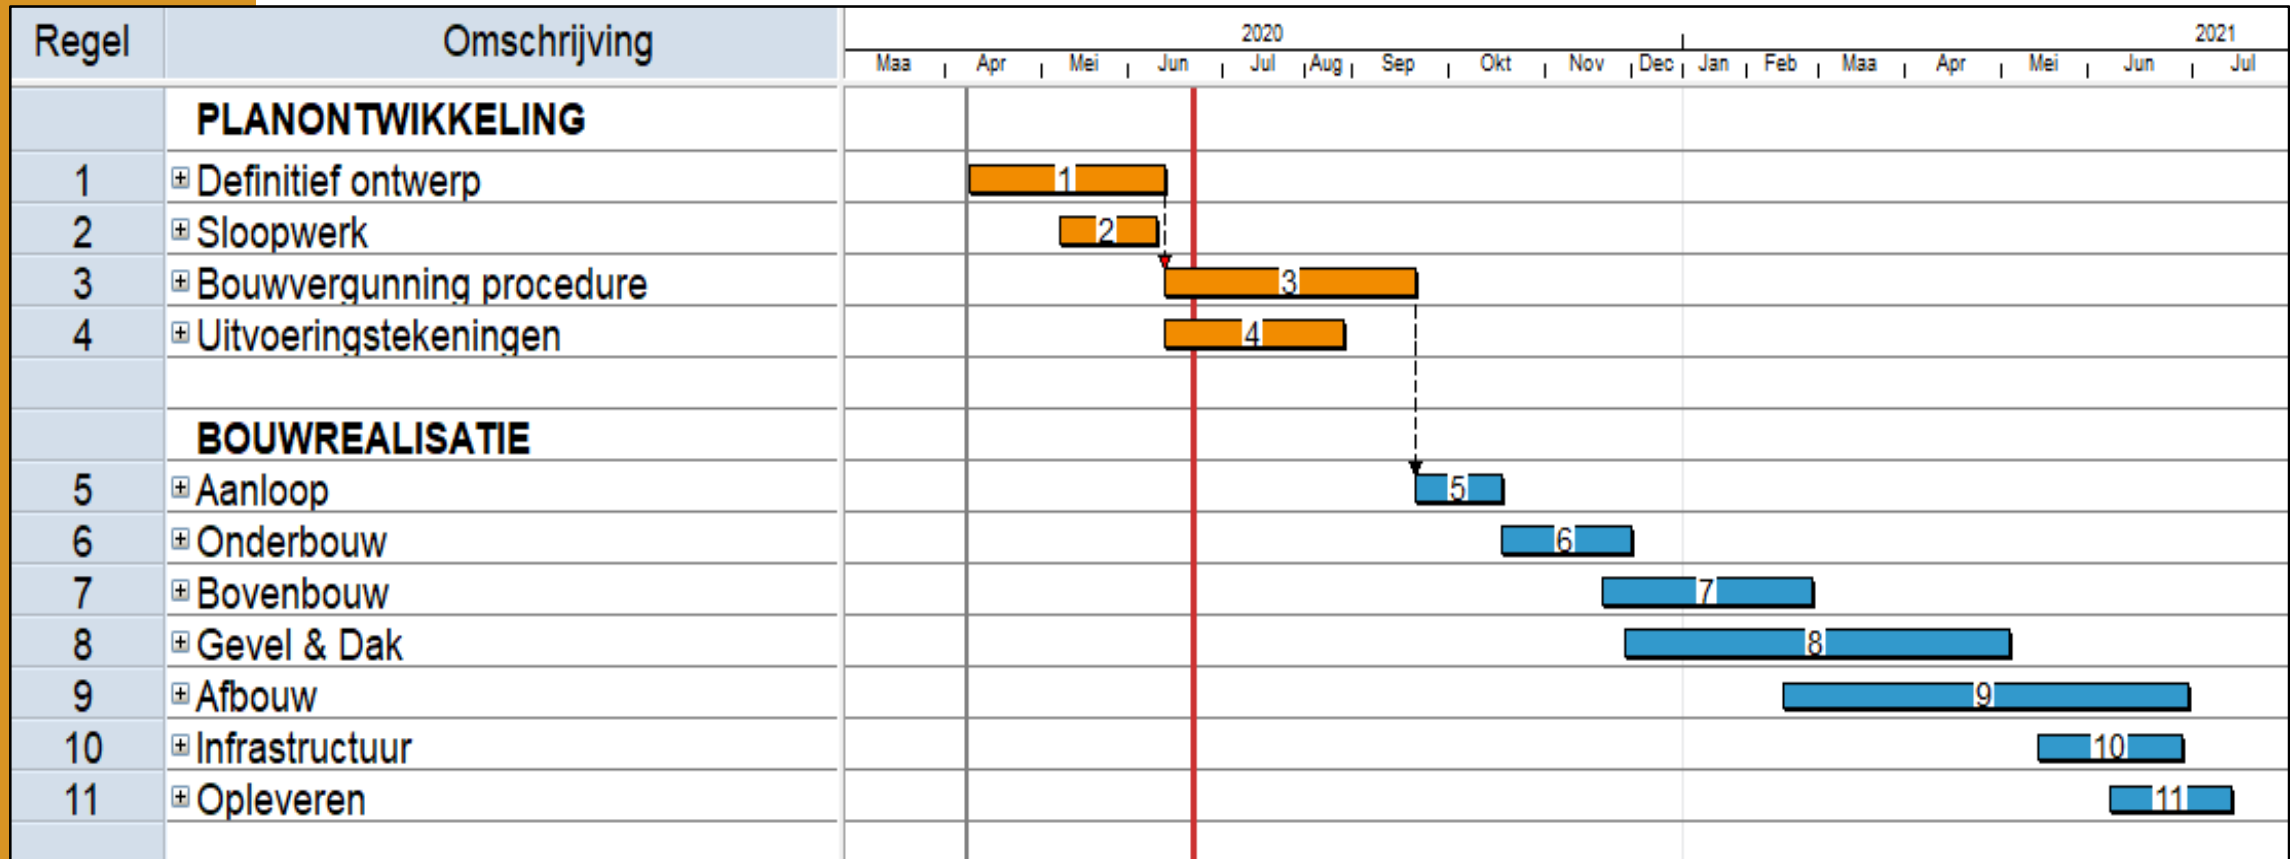 Regel Omschrijving 2020 2021
Maa Apr Mei Jun Jul Aug Sep Okt Nov Dec Jan Feb Maa Apr Mei Jun Jul
PLANONTWIKKELING
1 Definitief ontwerp 1
2 Sloopwerk 2
3 Bouwvergunning procedure 3
4 Uitvoeringstekeningen 4
BOUWREALISATIE
5 Aanloop 5
6 Onderbouw 6
7 Bovenbouw 7
8 Gevel & Dak 8
9 Afbouw 9
10 Infrastructuur 10
11 Opleveren 11